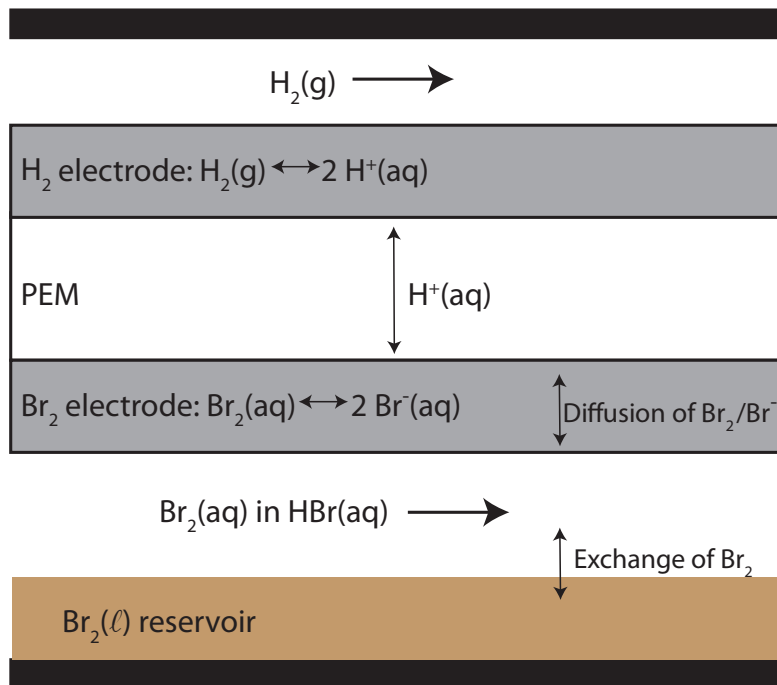 H₂(g)
H₂ electrode: H₂(g) ↔ 2 H⁺(aq)
PEM
H⁺(aq)
Br₂ electrode: Br₂(aq) ↔ 2 Br⁻(aq)
Diffusion of Br₂/Br⁻
Br₂(aq) in HBr(aq)
Exchange of Br₂
Br₂(ℓ) reservoir